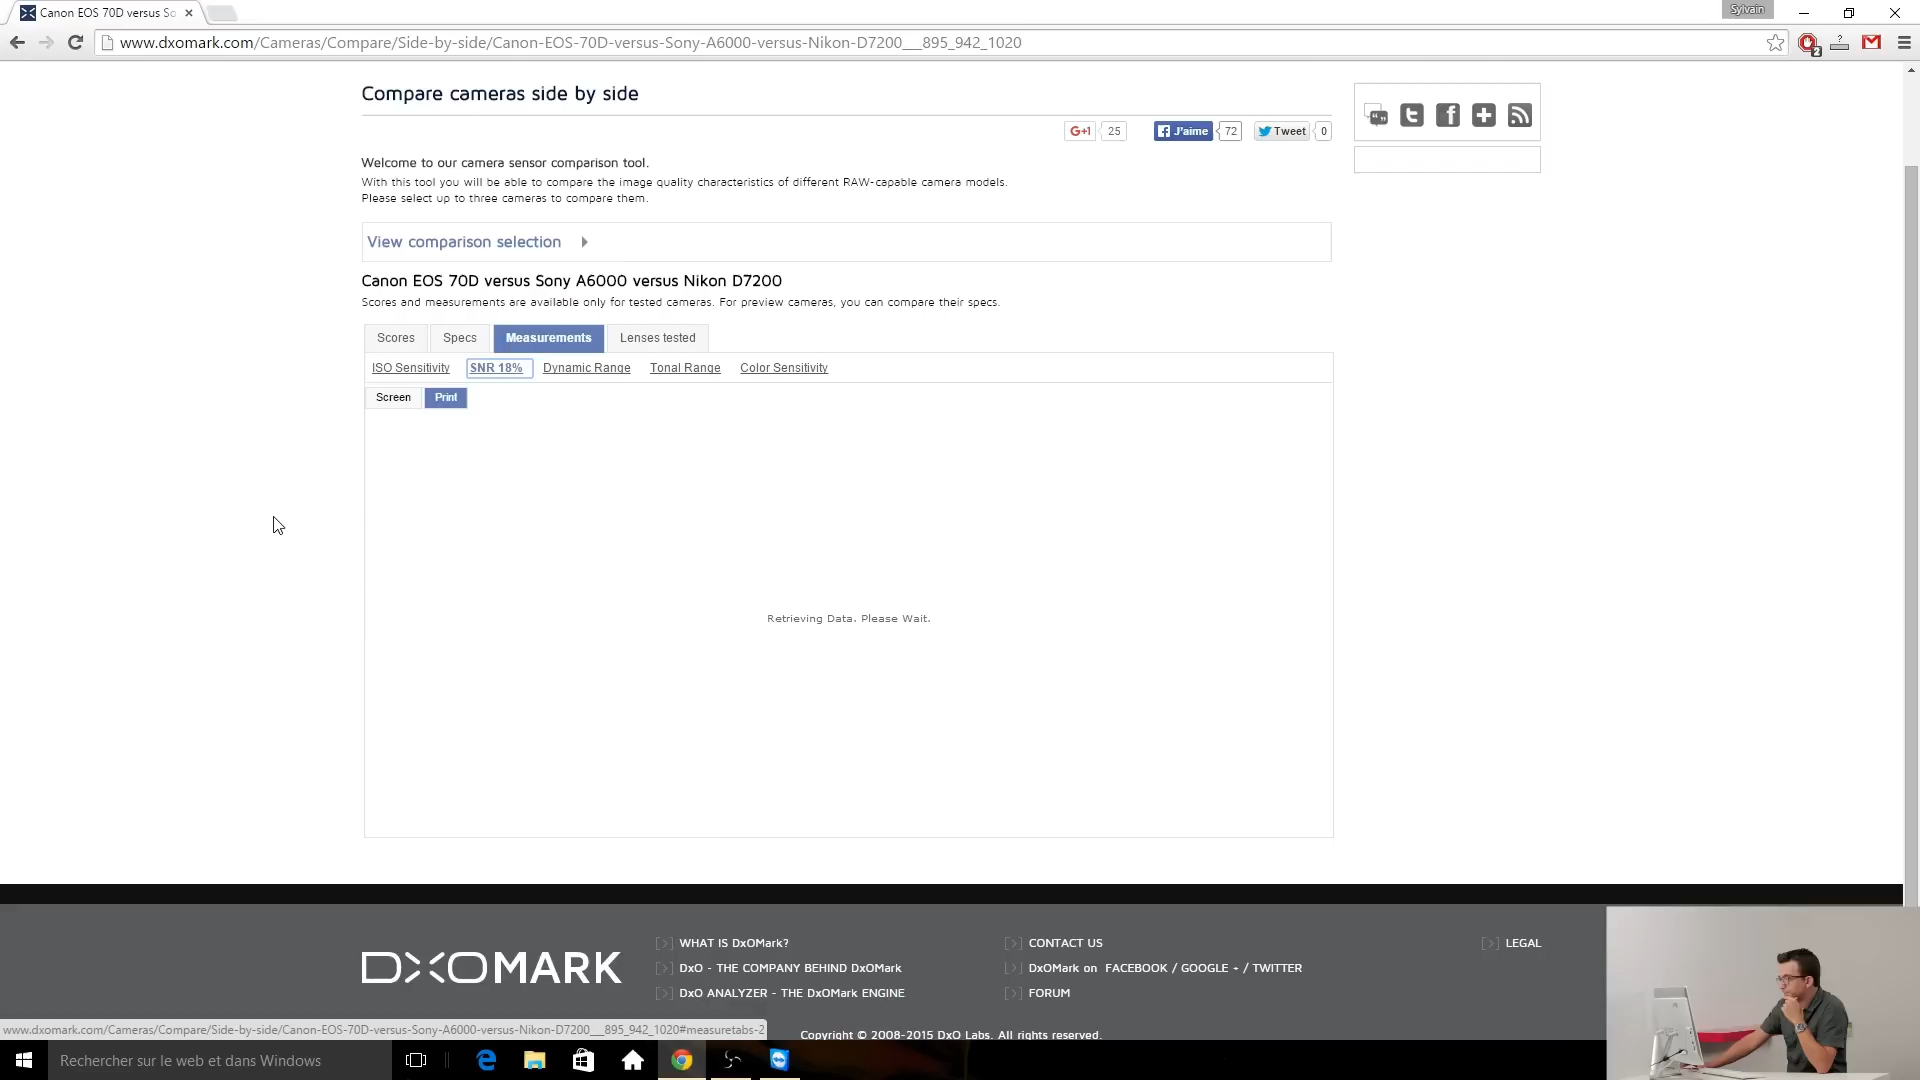 Canon EOS 70D versus So
Sylvain
www.dxomark.com/Cameras/Compare/Side-by-side/Canon-EOS-70D-versus-Sony-A6000-versus-Nikon-D7200___895_942_1020
2
Compare cameras side by side
G+1 25 J'aime 72 Tweet 0
Welcome to our camera sensor comparison tool.
With this tool you will be able to compare the image quality characteristics of different RAW-capable camera models.
Please select up to three cameras to compare them.
View comparison selection
Canon EOS 70D versus Sony A6000 versus Nikon D7200
Scores and measurements are available only for tested cameras. For preview cameras, you can compare their specs.
Scores Specs Measurements Lenses tested
ISO Sensitivity SNR 18% Dynamic Range Tonal Range Color Sensitivity
Screen Print
Retrieving Data. Please Wait.
DXOMARK
WHAT IS DxOMark?
DxO - THE COMPANY BEHIND DxOMark
DxO ANALYZER - THE DxOMark ENGINE
CONTACT US
DxOMark on FACEBOOK / GOOGLE + / TWITTER
FORUM
LEGAL
www.dxomark.com/Cameras/Compare/Side-by-side/Canon-EOS-70D-versus-Sony-A6000-versus-Nikon-D7200___895_942_1020#measuretabs-2
Copyright © 2008-2015 DxO Labs. All rights reserved.
Rechercher sur le web et dans Windows